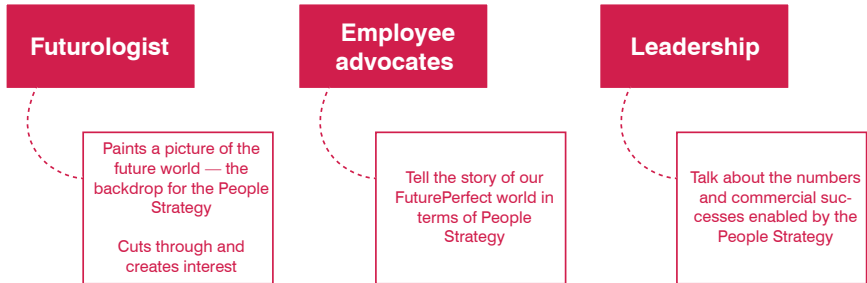 Futurologist
Employee
advocates
Leadership
Paints a picture of the
future world — the
backdrop for the People
Strategy
Cuts through and
creates interest
Tell the story of our
FuturePerfect world in
terms of People
Strategy
Talk about the numbers
and commercial suc-
cesses enabled by the
People Strategy